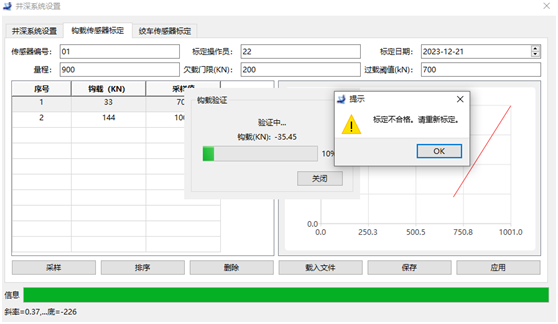 井深系统设置
井深系统设置 钩载传感器标定 绞车传感器标定
传感器编号： 01 标定操作员： 22 标定日期： 2023-12-21
量程： 900 欠载门限(KN)： 200 过载阈值(kN)： 700
序号 钩载（KN） 采样值
1 33 70
2 144 100
钩载验证
验证中...
钩载(KN): -35.45
10%
关闭
提示
标定不合格。请重新标定。
OK
0.0
0.0 250.3 500.5 750.8 1001.0
采样 排序 删除 载入文件 保存 应用
信息
斜率=0.37,...底=-226